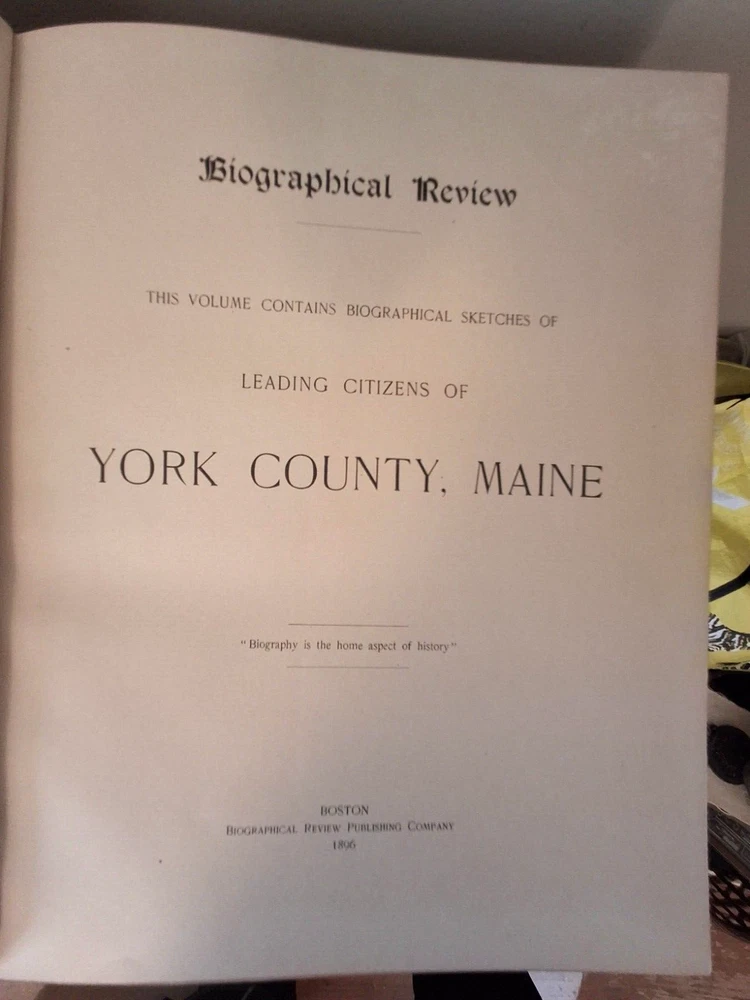 Biographical Review
THIS VOLUME CONTAINS BIOGRAPHICAL SKETCHES OF
LEADING CITIZENS OF
YORK COUNTY, MAINE
"Biography is the home aspect of history"
BOSTON
BIOGRAPHICAL REVIEW PUBLISHING COMPANY
1896